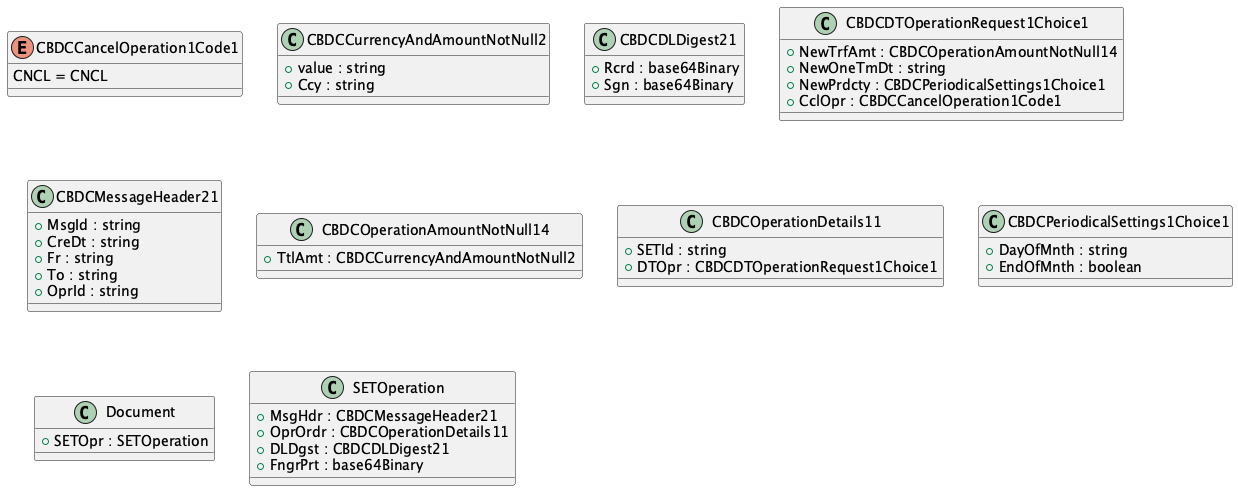 E CBDCCancelOperation1Code1
CNCL = CNCL
C CBDCCurrencyAndAmountNotNull2
value : string
Ccy : string
C CBDCDLDigest21
Rcrd : base64Binary
Sgn : base64Binary
C CBDCDTOperationRequest1Choice1
NewTrfAmt : CBDCOperationAmountNotNull14
NewOneTmDt : string
NewPrdcty : CBDCPeriodicalSettings1Choice1
CclOpr : CBDCCancelOperation1Code1
C CBDCMessageHeader21
MsgId : string
CreDt : string
Fr : string
To : string
OprId : string
C CBDCOperationAmountNotNull14
TtlAmt : CBDCCurrencyAndAmountNotNull2
C CBDCOperationDetails11
SETId : string
DTOpr : CBDCDTOperationRequest1Choice1
C CBDCPeriodicalSettings1Choice1
DayOfMnth : string
EndOfMnth : boolean
C Document
SETOpr : SETOperation
C SETOperation
MsgHdr : CBDCMessageHeader21
OprOrdr : CBDCOperationDetails11
DLDgst : CBDCDLDigest21
FngrPrt : base64Binary